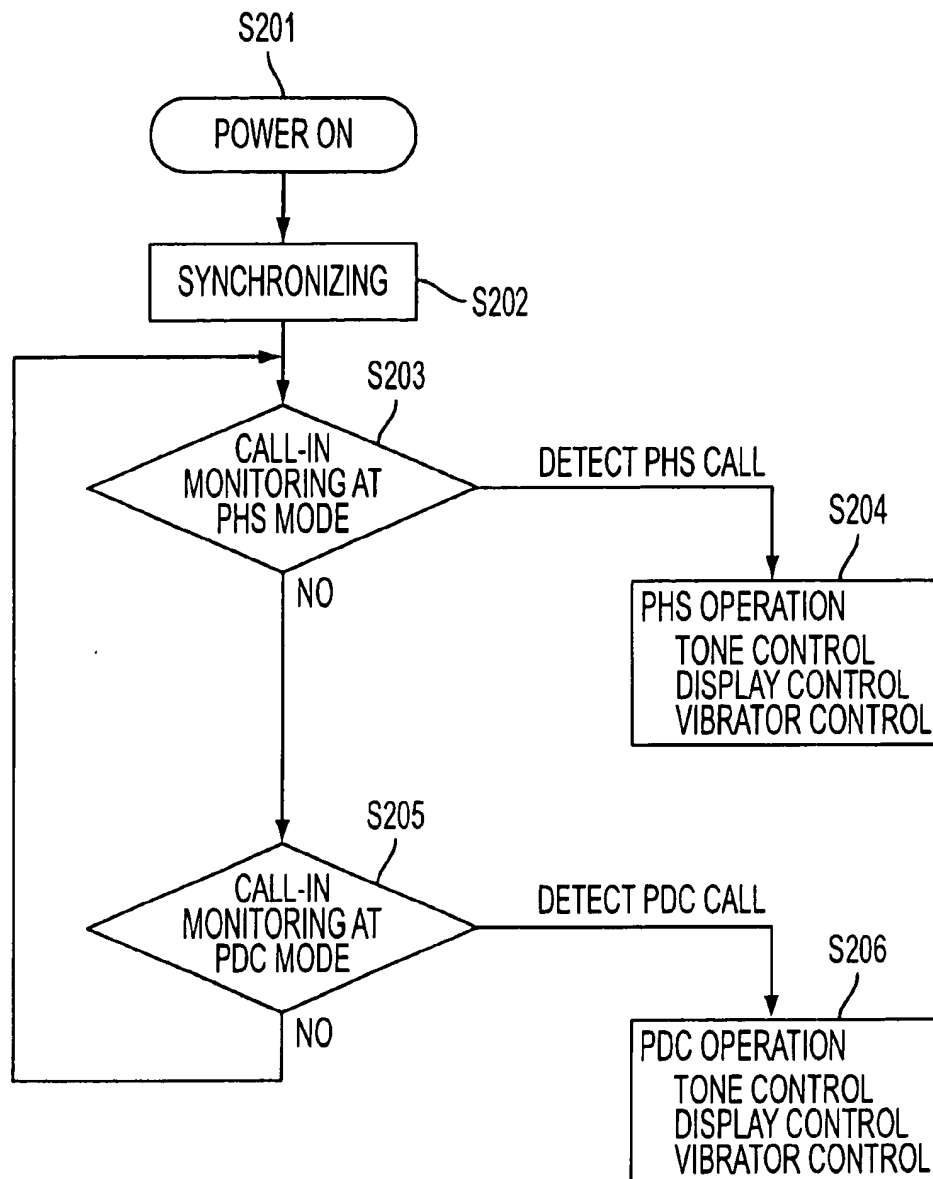 S201
POWER ON
SYNCHRONIZING
S202
S203
CALL-IN
MONITORING AT
PHS MODE
DETECT PHS CALL
NO
S204
PHS OPERATION
TONE CONTROL
DISPLAY CONTROL
VIBRATOR CONTROL
S205
CALL-IN
MONITORING AT
PDC MODE
DETECT PDC CALL
NO
S206
PDC OPERATION
TONE CONTROL
DISPLAY CONTROL
VIBRATOR CONTROL